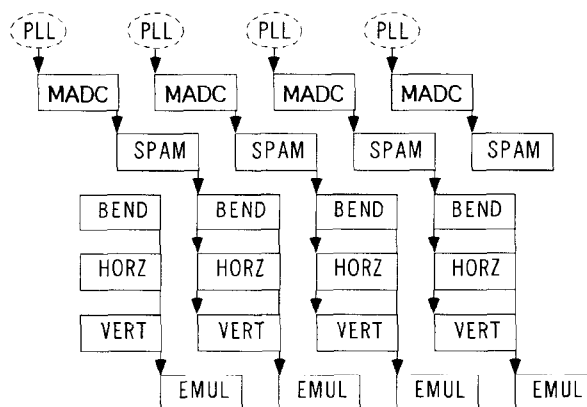 PLL PLL PLL PLL
MADC MADC MADC MADC
SPAM SPAM SPAM SPAM
BEND BEND BEND BEND
HORZ HORZ HORZ HORZ
VERT VERT VERT VERT
EMUL EMUL EMUL EMUL